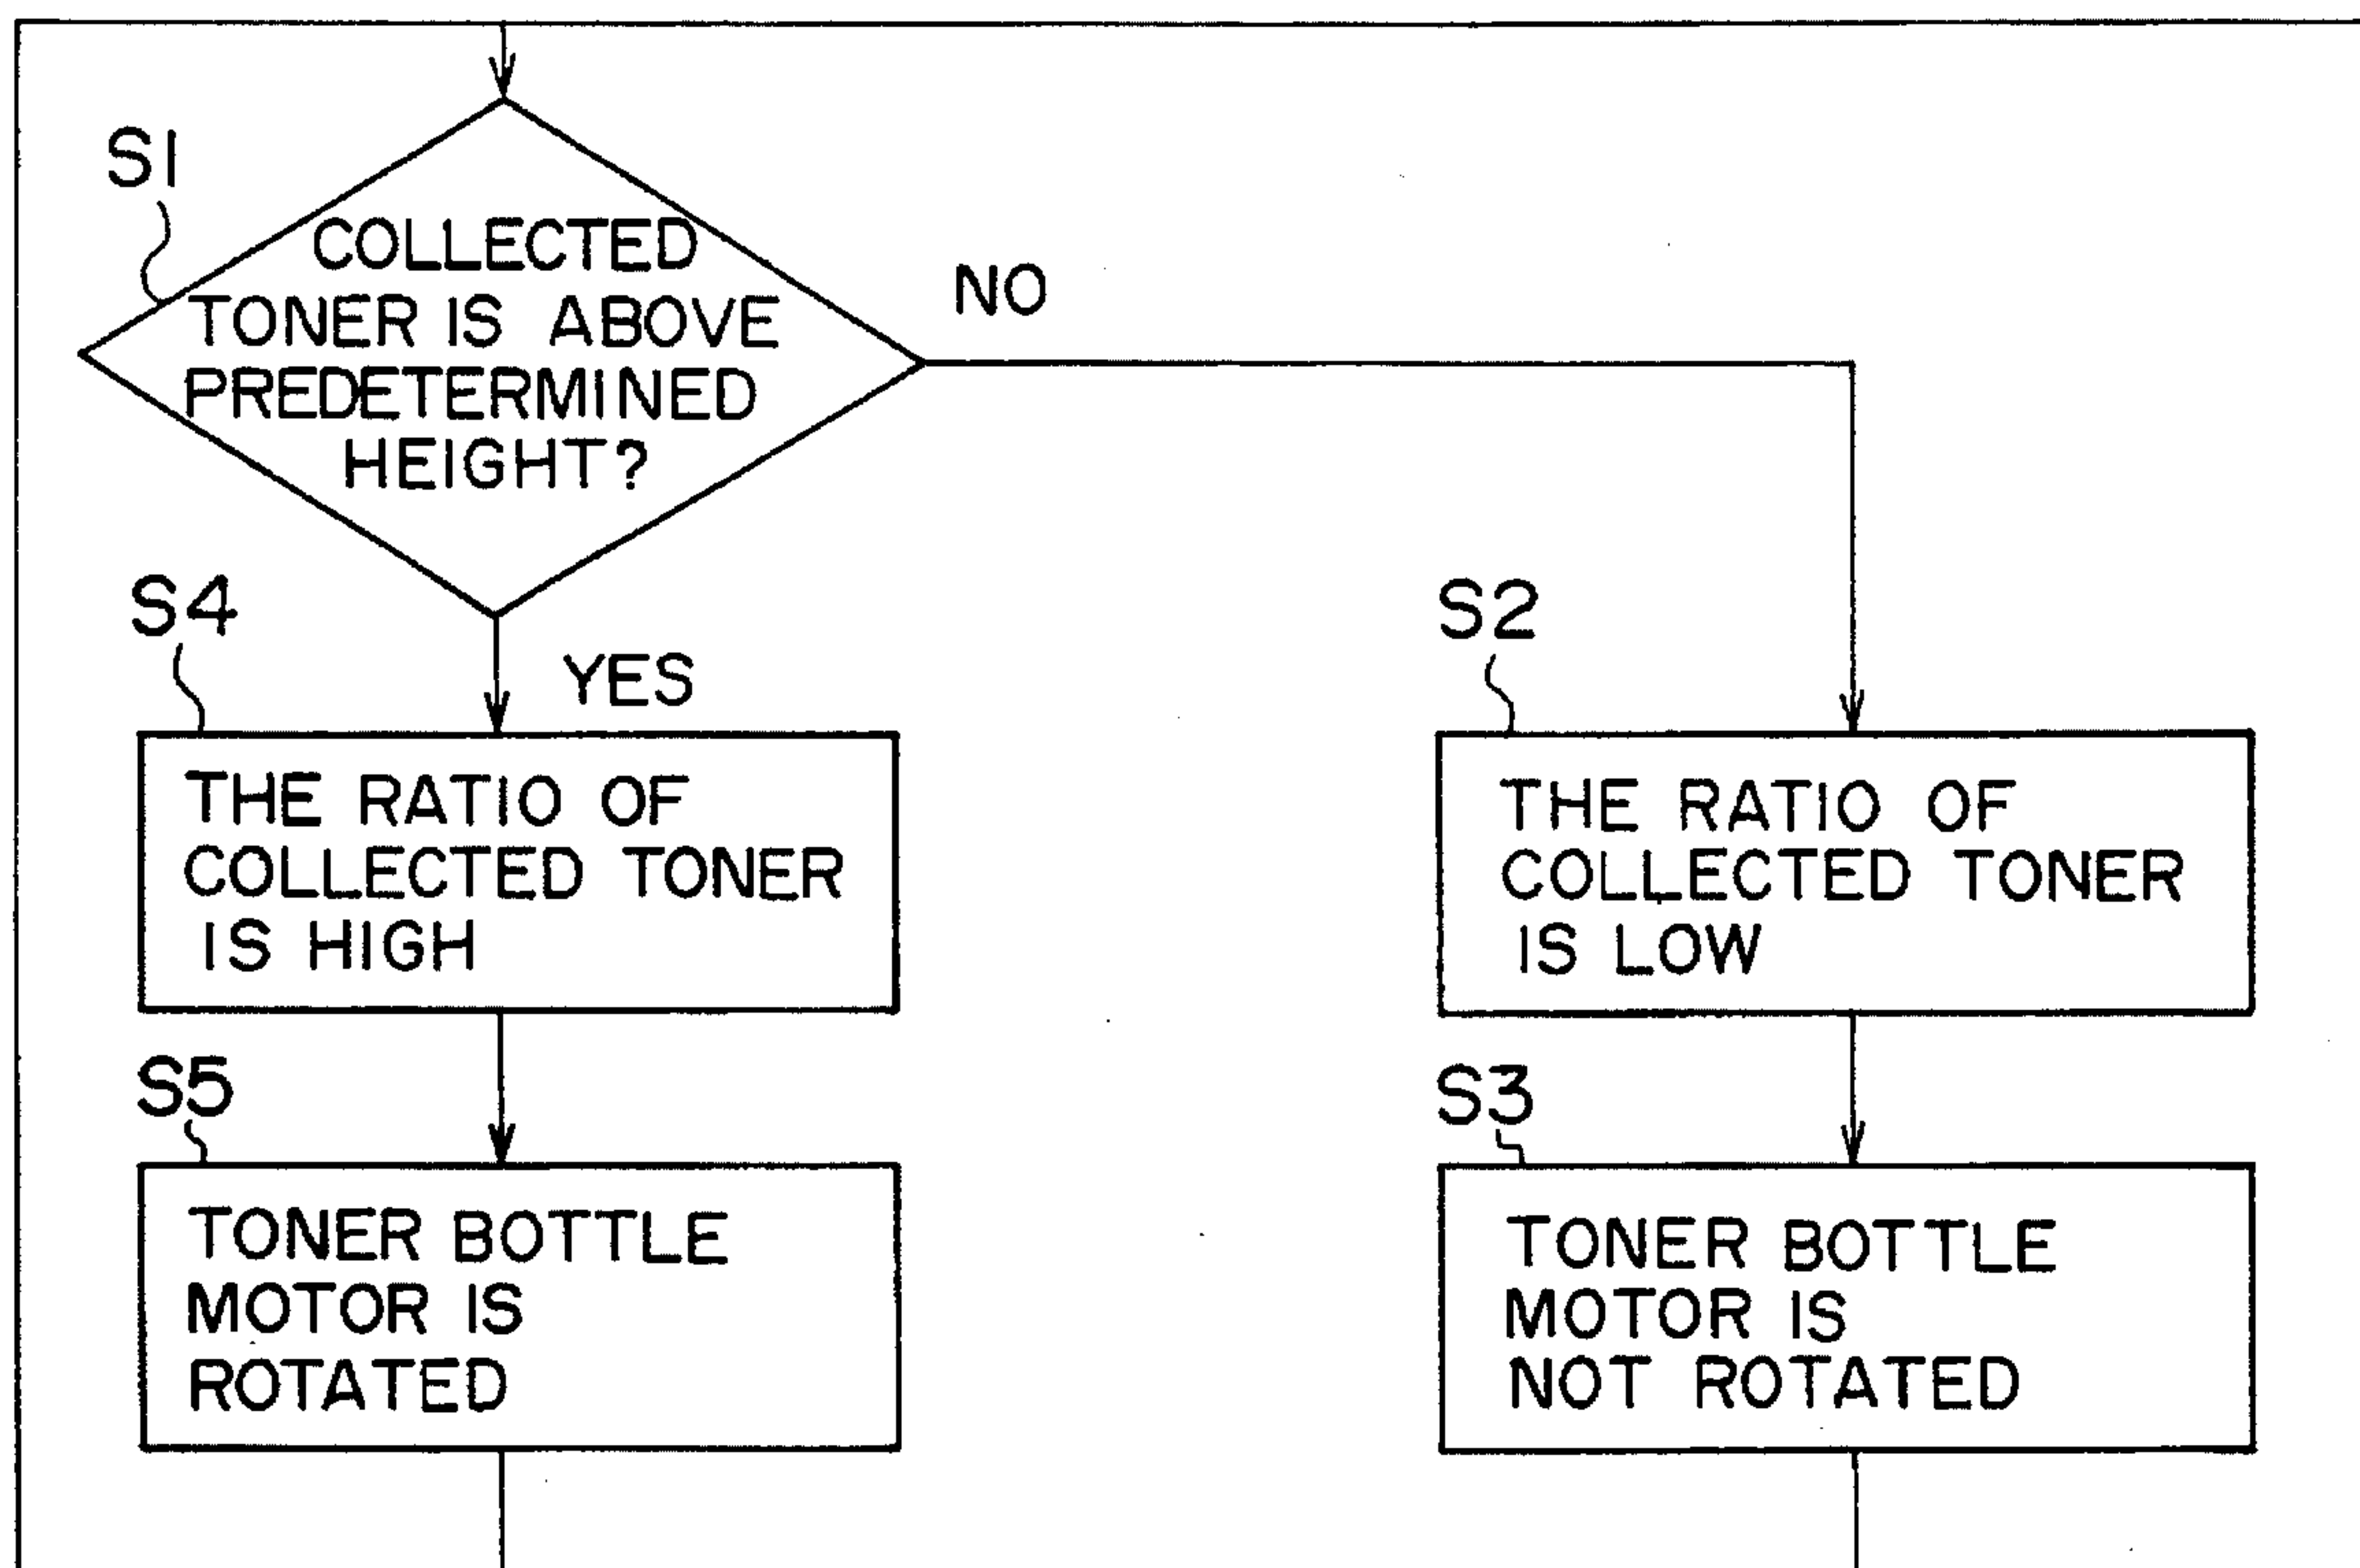 S1
COLLECTED
TONER IS ABOVE
PREDETERMINED
HEIGHT?
NO
S4
YES
THE RATIO OF
COLLECTED TONER
IS HIGH
S2
THE RATIO OF
COLLECTED TONER
IS LOW
S5
TONER BOTTLE
MOTOR IS
ROTATED
S3
TONER BOTTLE
MOTOR IS
NOT ROTATED